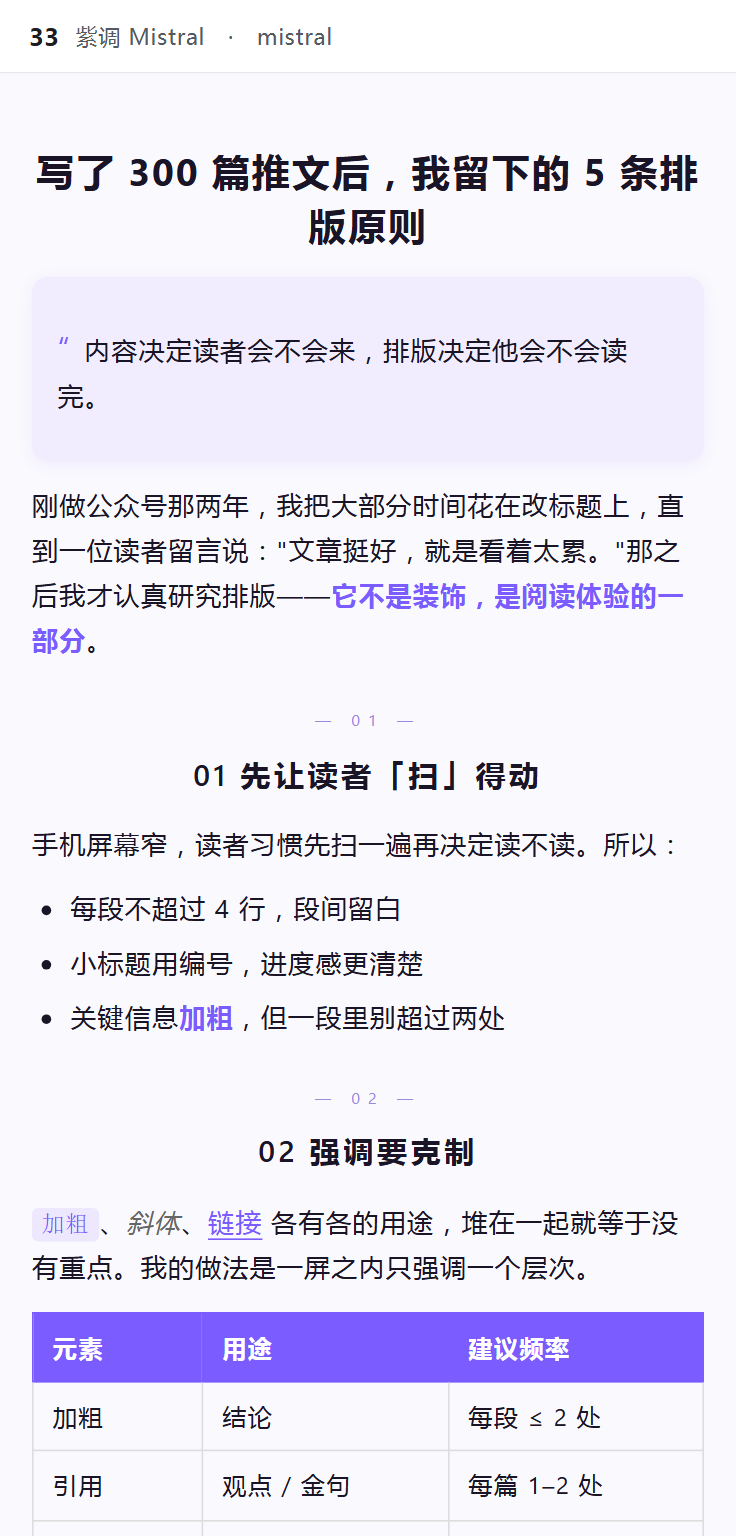 33 紫调 Mistral · mistral
写了 300 篇推文后，我留下的 5 条排
版原则
“ 内容决定读者会不会来，排版决定他会不会读
完。
刚做公众号那两年，我把大部分时间花在改标题上，直
到一位读者留言说："文章挺好，就是看着太累。"那之
后我才认真研究排版——它不是装饰，是阅读体验的一
部分。
— 01 —
01 先让读者「扫」得动
手机屏幕窄，读者习惯先扫一遍再决定读不读。所以：
• 每段不超过 4 行，段间留白
• 小标题用编号，进度感更清楚
• 关键信息加粗，但一段里别超过两处
— 02 —
02 强调要克制
加粗、斜体、链接 各有各的用途，堆在一起就等于没
有重点。我的做法是一屏之内只强调一个层次。
元素 用途 建议频率
加粗 结论 每段 ≤ 2 处
引用 观点 / 金句 每篇 1–2 处